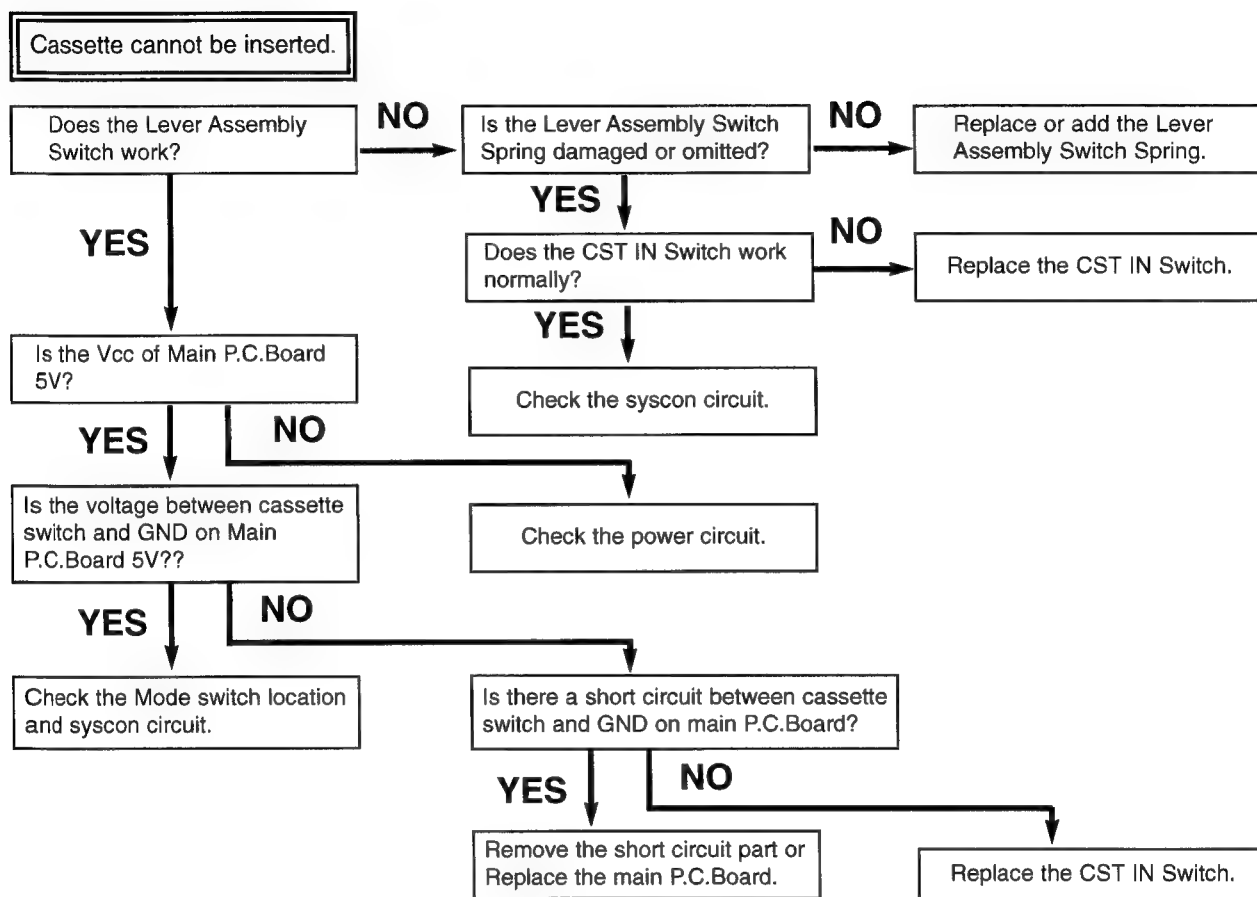 Cassette cannot be inserted.
Does the Lever Assembly
Switch work?
NO
Is the Lever Assembly Switch
Spring damaged or omitted?
NO
Replace or add the Lever
Assembly Switch Spring.
YES
YES
Does the CST IN Switch work
normally?
NO
Replace the CST IN Switch.
YES
Is the Vcc of Main P.C.Board
5V?
Check the syscon circuit.
YES
NO
Is the voltage between cassette
switch and GND on Main
P.C.Board 5V??
Check the power circuit.
YES
NO
Check the Mode switch location
and syscon circuit.
Is there a short circuit between cassette
switch and GND on main P.C.Board?
YES
NO
Remove the short circuit part or
Replace the main P.C.Board.
Replace the CST IN Switch.